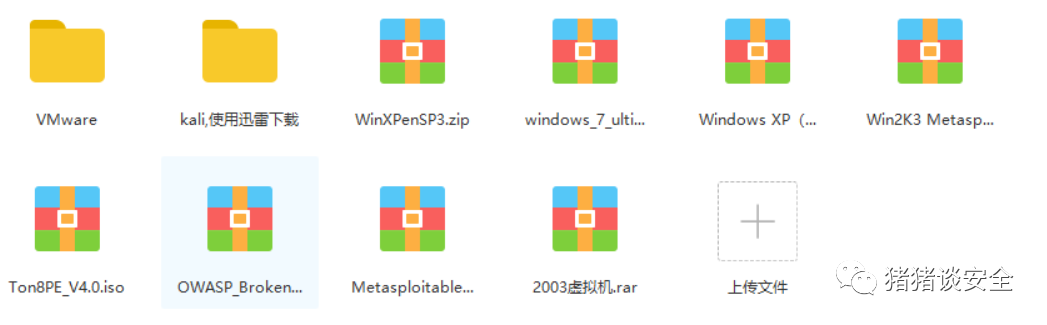 VMware
kali,使用迅雷下载
WinXPenSP3.zip
windows_7_ulti...
Windows XP（...
Win2K3 Metasp...
Ton8PE_V4.0.iso
OWASP_Broken...
Metasploitable...
2003虚拟机.rar
上传文件
猪猪谈安全